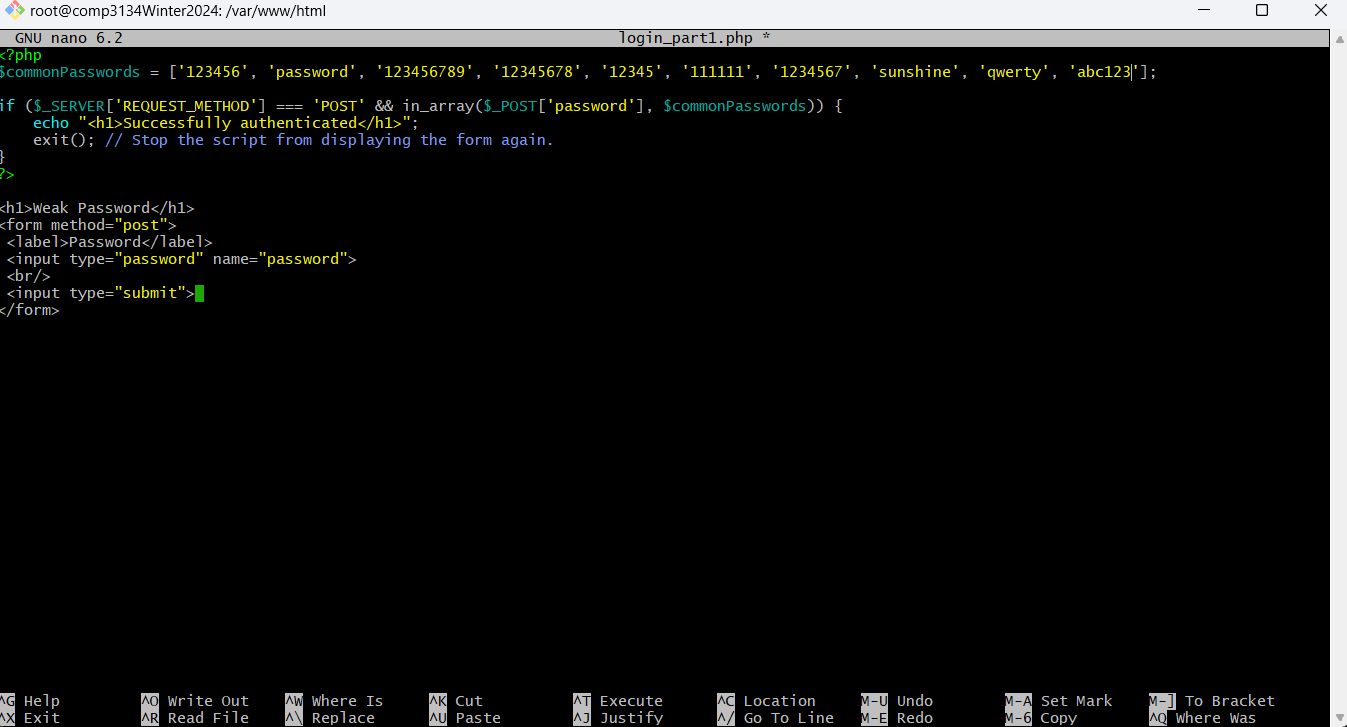 root@comp3134Winter2024: /var/www/html
GNU nano 6.2 login_part1.php *
<?php
$commonPasswords = ['123456', 'password', '123456789', '12345678', '12345', '111111', '1234567', 'sunshine', 'qwerty', 'abc123'];
if ($_SERVER['REQUEST_METHOD'] === 'POST' && in_array($_POST['password'], $commonPasswords)) {
    echo "<h1>Successfully authenticated</h1>";
    exit(); // Stop the script from displaying the form again.
}
?>
<h1>Weak Password</h1>
<form method="post">
 <label>Password</label>
 <input type="password" name="password">
 <br/>
 <input type="submit">
</form>
^G Help ^O Write Out ^W Where Is ^K Cut ^T Execute ^C Location M-U Undo M-A Set Mark M-] To Bracket
^X Exit ^R Read File ^\ Replace ^U Paste ^J Justify ^/ Go To Line M-E Redo M-6 Copy ^Q Where Was